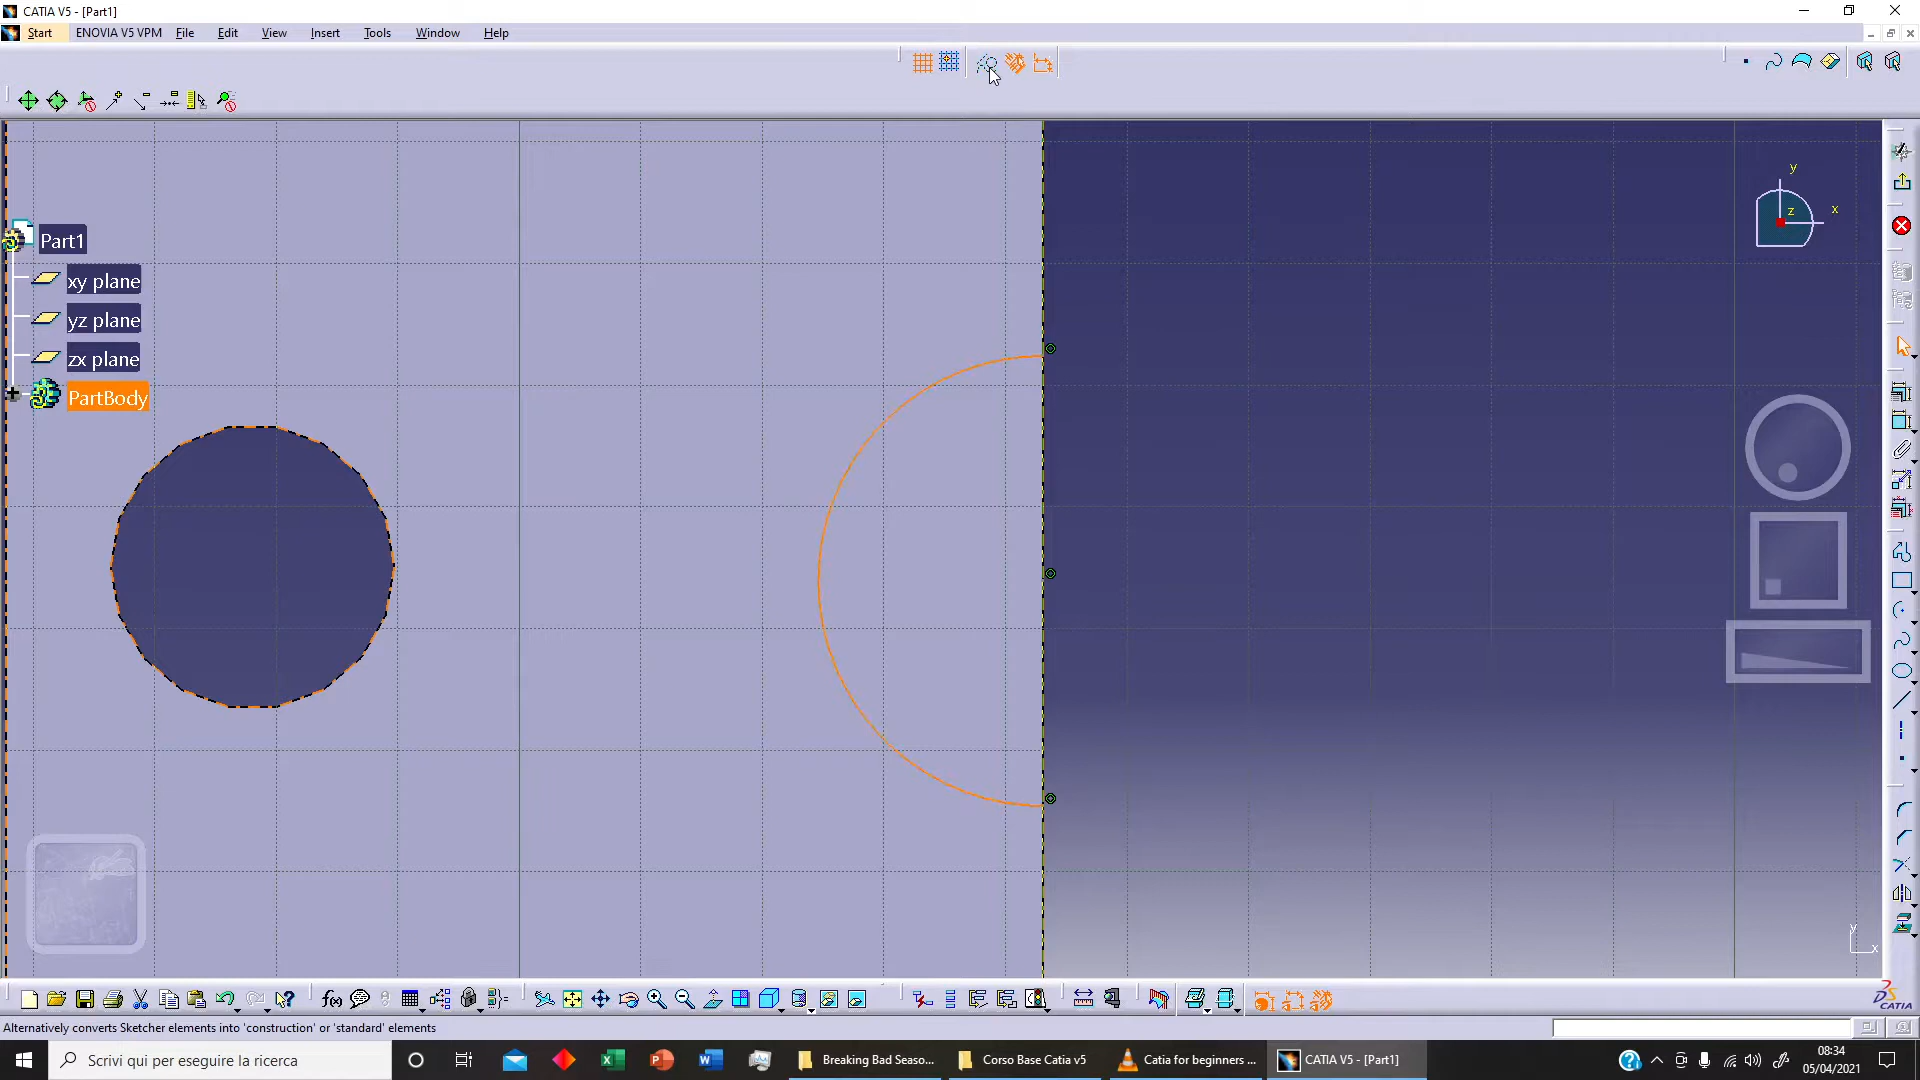 CATIA V5 - [Part1]
Start ENOVIA V5 VPM File Edit View Insert Tools Window Help
y
x
z
Part1
xy plane
yz plane
zx plane
PartBody
y
x
f(x)
DS CATIA
Alternatively converts Sketcher elements into 'construction' or 'standard' elements
Scrivi qui per eseguire la ricerca
Breaking Bad Seaso...
Corso Base Catia v5
Catia for beginners ...
CATIA V5 - [Part1]
08:34
05/04/2021